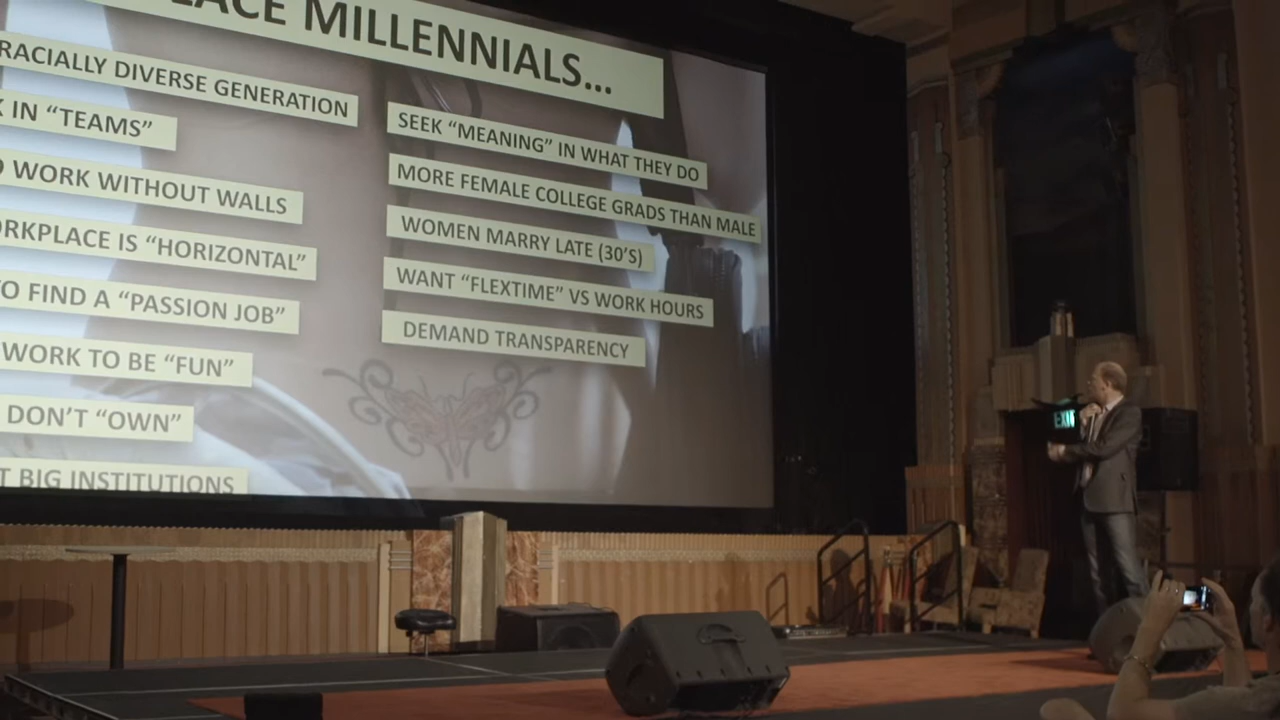 MILLENNIALS...
RACIALLY DIVERSE GENERATION
IN “TEAMS”
WORK WITHOUT WALLS
IS “HORIZONTAL”
FIND A “PASSION JOB”
WORK TO BE “FUN”
DON’T “OWN”
BIG INSTITUTIONS
SEEK “MEANING” IN WHAT THEY DO
MORE FEMALE COLLEGE GRADS THAN MALE
WOMEN MARRY LATE (30’S)
WANT “FLEXTIME” VS WORK HOURS
DEMAND TRANSPARENCY
EXIT